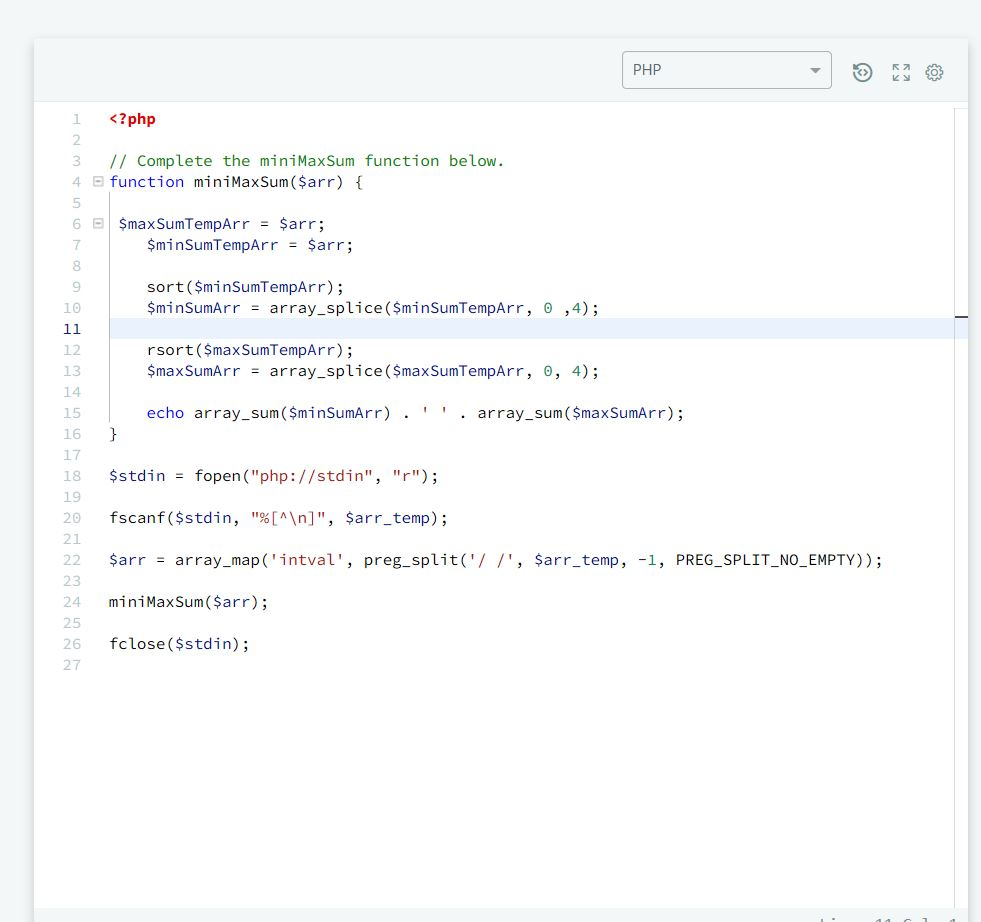 PHP
1 <?php
2
3 // Complete the miniMaxSum function below.
4 function miniMaxSum($arr) {
5
6 $maxSumTempArr = $arr;
7 $minSumTempArr = $arr;
8
9 sort($minSumTempArr);
10 $minSumArr = array_splice($minSumTempArr, 0 ,4);
11
12 rsort($maxSumTempArr);
13 $maxSumArr = array_splice($maxSumTempArr, 0, 4);
14
15 echo array_sum($minSumArr) . ' ' . array_sum($maxSumArr);
16 }
17
18 $stdin = fopen("php://stdin", "r");
19
20 fscanf($stdin, "%[^\n]", $arr_temp);
21
22 $arr = array_map('intval', preg_split('/ /', $arr_temp, -1, PREG_SPLIT_NO_EMPTY));
23
24 miniMaxSum($arr);
25
26 fclose($stdin);
27